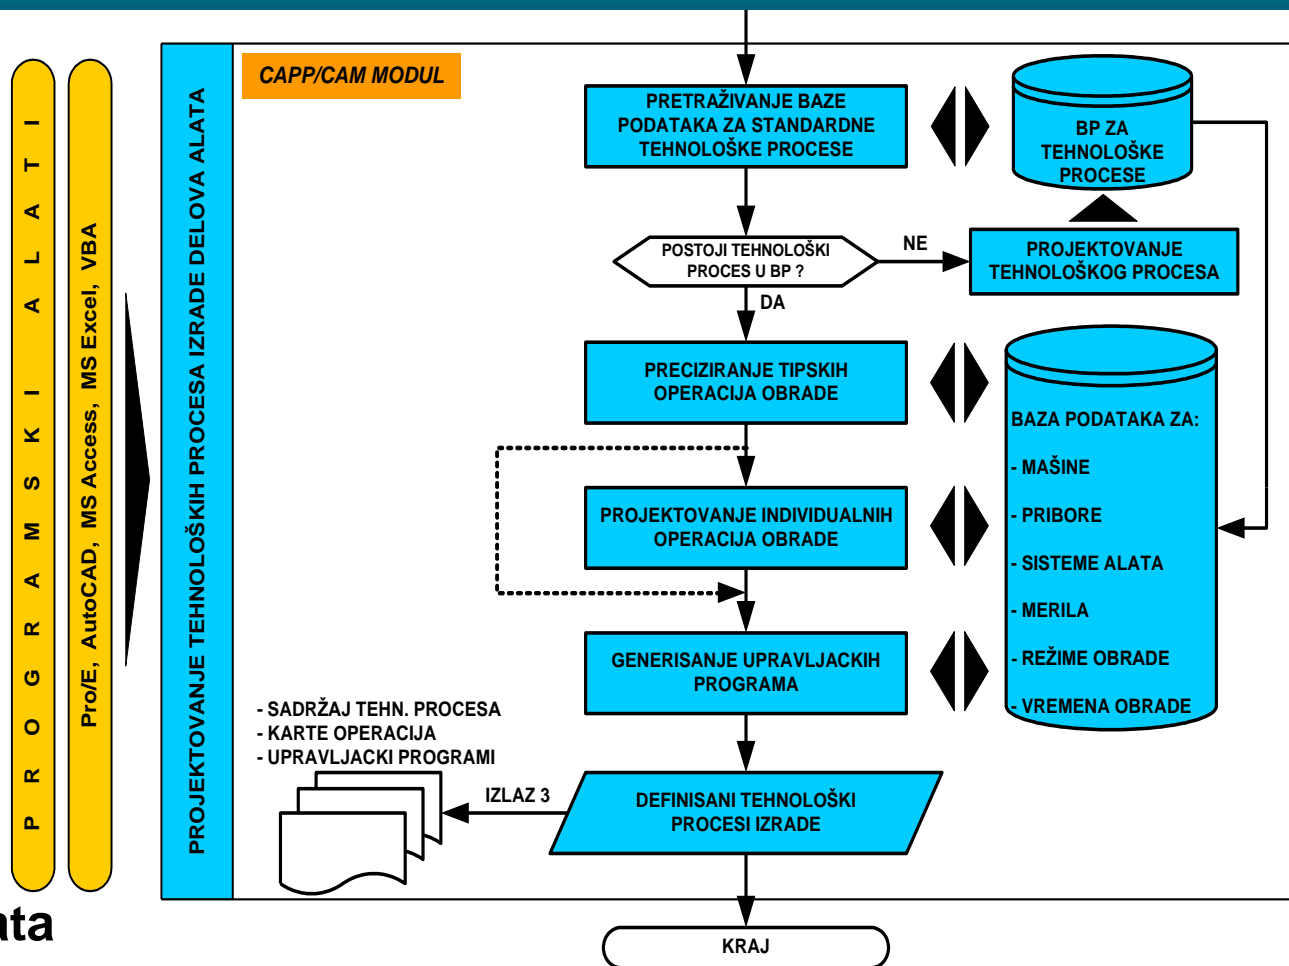 PROGRAMSKI ALATI
Pro/E, AutoCAD, MS Access, MS Excel, VBA
PROJEKTOVANJE TEHNOLOŠKIH PROCESA IZRADE DELOVA ALATA
CAPP/CAM MODUL
PRETRAŽIVANJE BAZE
PODATAKA ZA STANDARDNE
TEHNOLOŠKE PROCESE
BP ZA
TEHNOLOŠKE
PROCESE
POSTOJI TEHNOLOŠKI
PROCES U BP ?
NE
PROJEKTOVANJE
TEHNOLOŠKOG PROCESA
DA
PRECIZIRANJE TIPSKIH
OPERACIJA OBRADE
BAZA PODATAKA ZA:
- MAŠINE
- PRIBORE
- SISTEME ALATA
- MERILA
- REŽIME OBRADE
- VREMENA OBRADE
PROJEKTOVANJE INDIVIDUALNIH
OPERACIJA OBRADE
GENERISANJE UPRAVLJACKIH
PROGRAMA
- SADRŽAJ TEHN. PROCESA
- KARTE OPERACIJA
- UPRAVLJACKI PROGRAMI
IZLAZ 3
DEFINISANI TEHNOLOŠKI
PROCESI IZRADE
ata
KRAJ